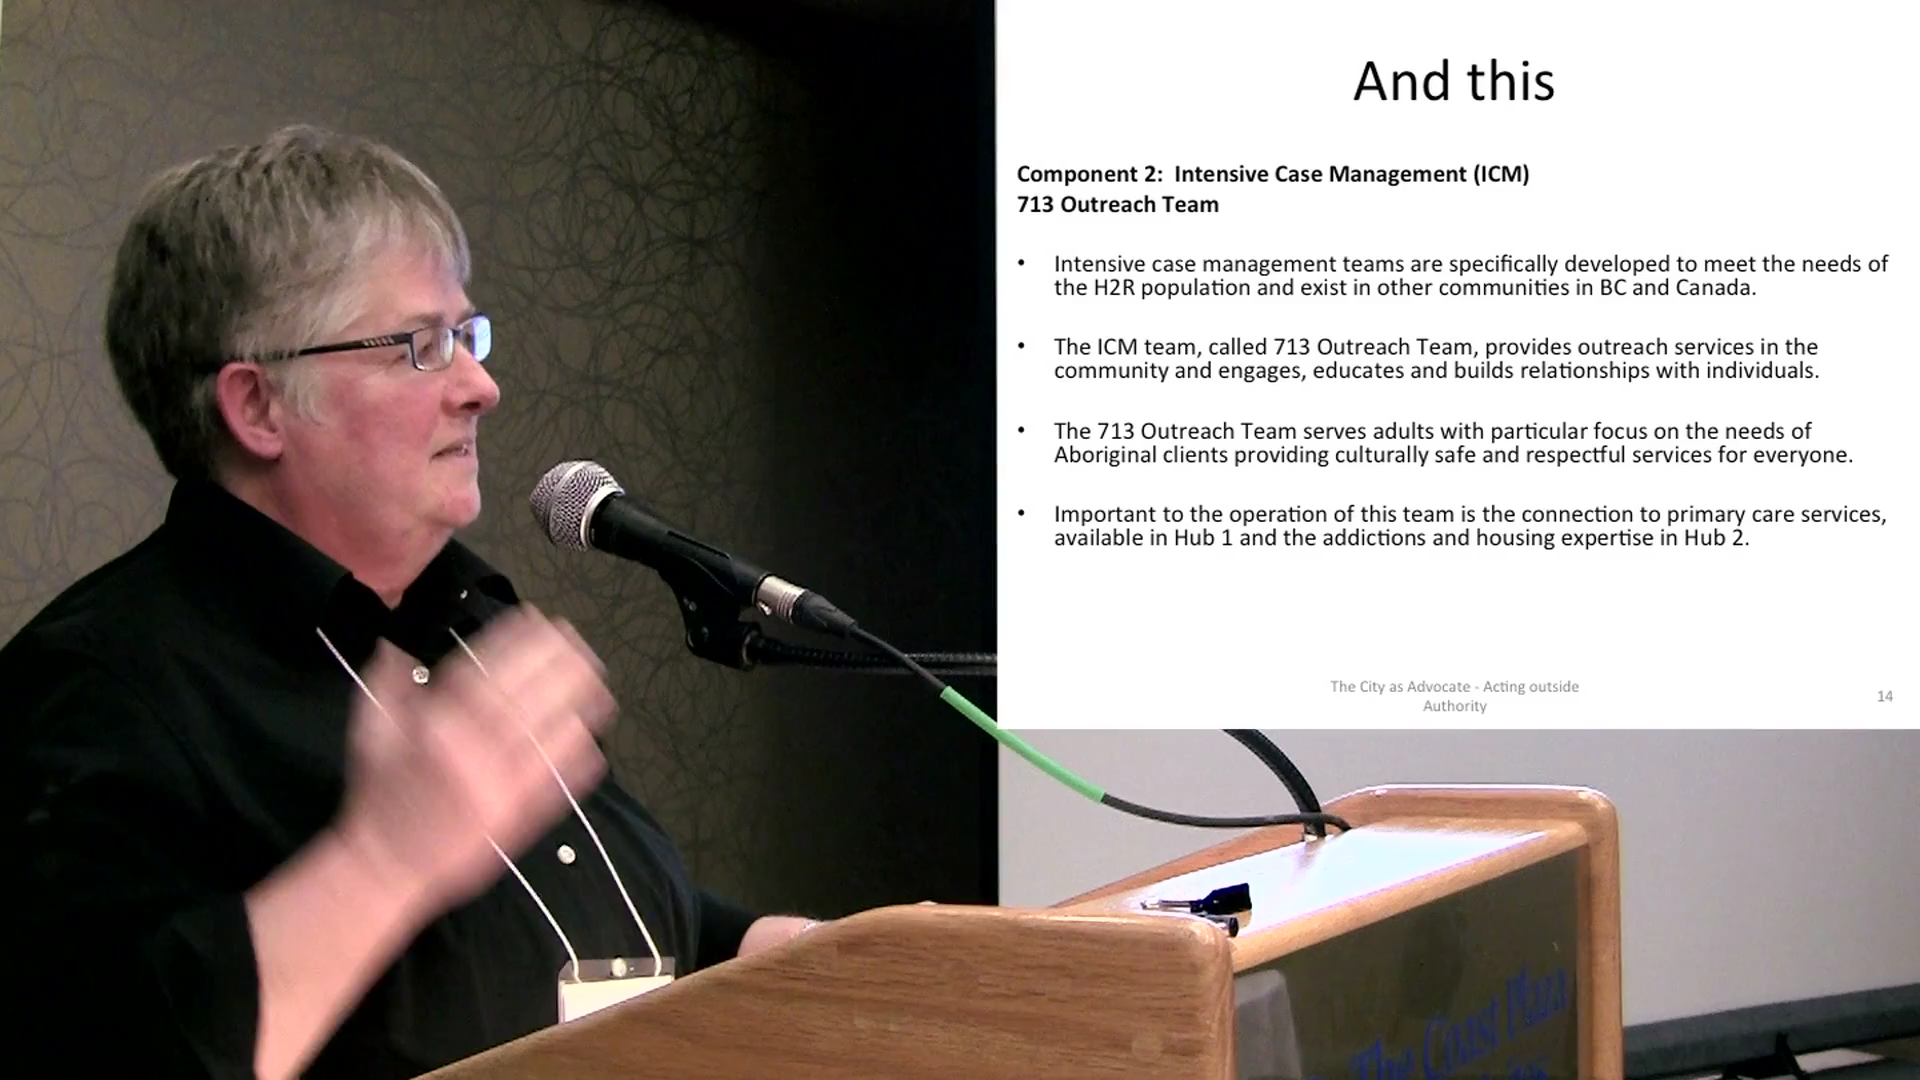 And this
Component 2: Intensive Case Management (ICM)
713 Outreach Team
• Intensive case management teams are specifically developed to meet the needs of
the H2R population and exist in other communities in BC and Canada.
• The ICM team, called 713 Outreach Team, provides outreach services in the
community and engages, educates and builds relationships with individuals.
• The 713 Outreach Team serves adults with particular focus on the needs of
Aboriginal clients providing culturally safe and respectful services for everyone.
• Important to the operation of this team is the connection to primary care services,
available in Hub 1 and the addictions and housing expertise in Hub 2.
The City as Advocate - Acting outside
Authority
14
The Coast Plaza